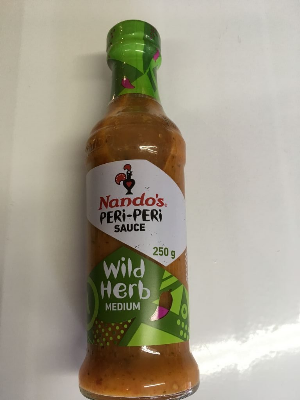 Nando's
PERi-PERi
SAUCE
250 g
Wild
Herb
MEDIUM